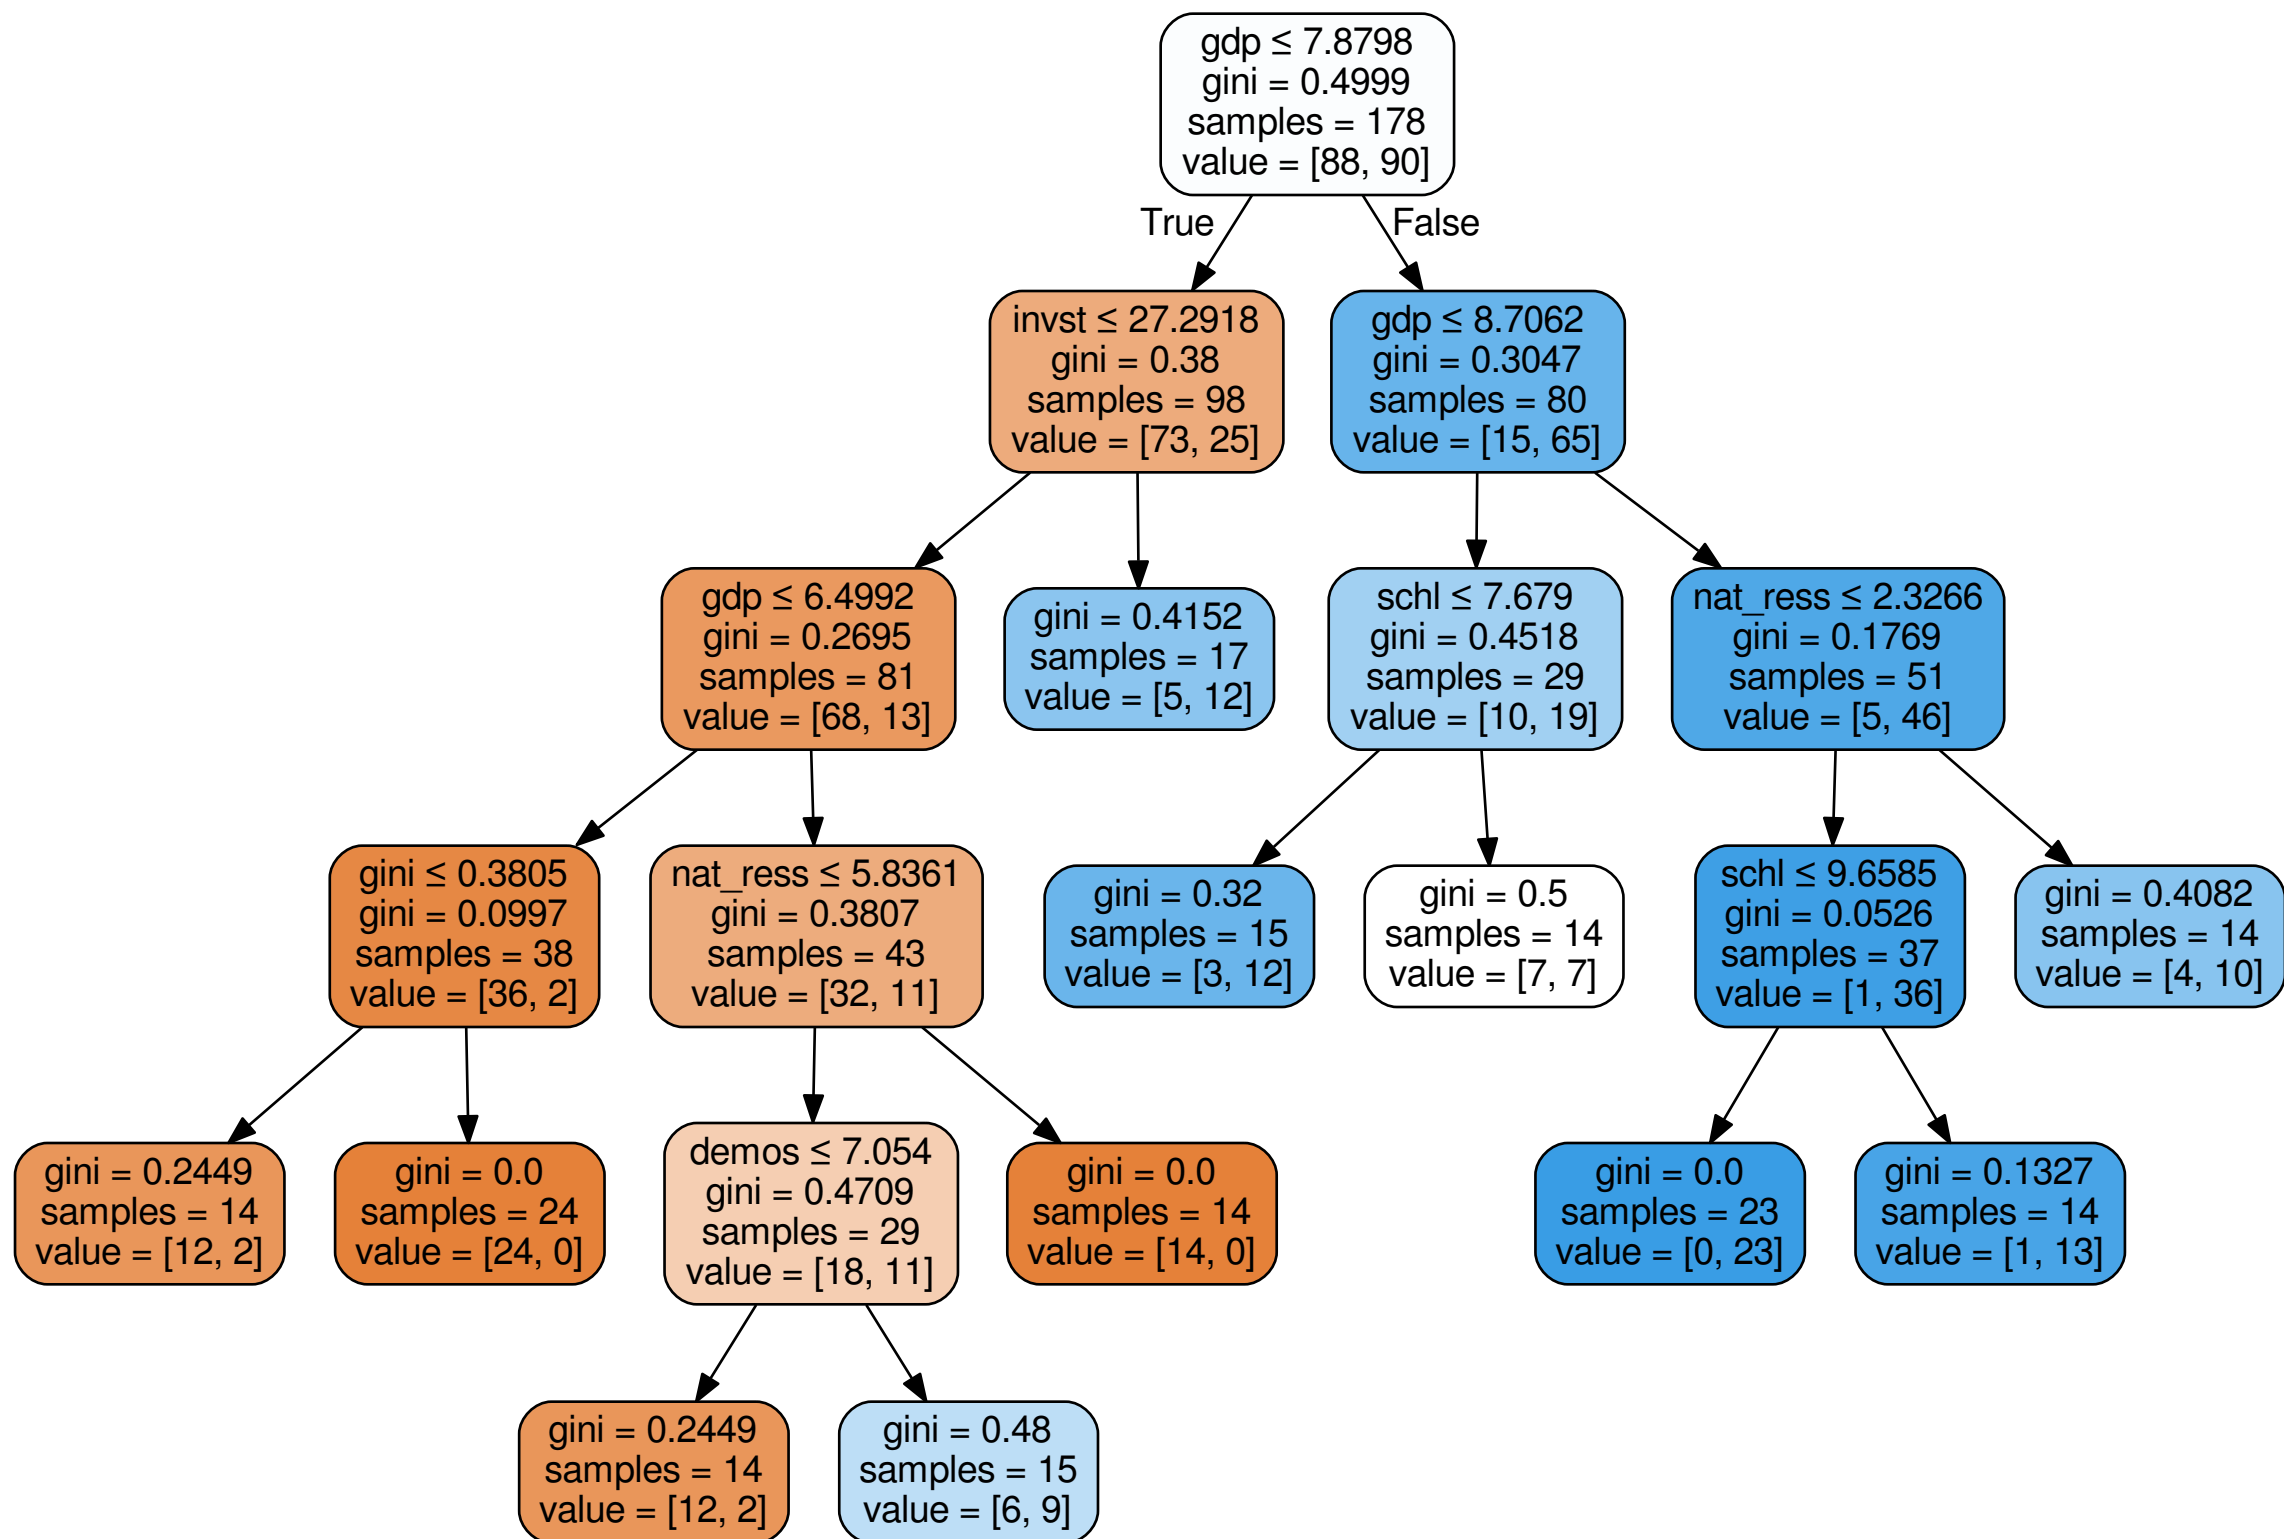 gdp ≤ 7.8798
gini = 0.4999
samples = 178
value = [88, 90]
True
False
invst ≤ 27.2918
gini = 0.38
samples = 98
value = [73, 25]
gdp ≤ 8.7062
gini = 0.3047
samples = 80
value = [15, 65]
gdp ≤ 6.4992
gini = 0.2695
samples = 81
value = [68, 13]
gini = 0.4152
samples = 17
value = [5, 12]
schl ≤ 7.679
gini = 0.4518
samples = 29
value = [10, 19]
nat_ress ≤ 2.3266
gini = 0.1769
samples = 51
value = [5, 46]
gini ≤ 0.3805
gini = 0.0997
samples = 38
value = [36, 2]
nat_ress ≤ 5.8361
gini = 0.3807
samples = 43
value = [32, 11]
gini = 0.32
samples = 15
value = [3, 12]
gini = 0.5
samples = 14
value = [7, 7]
schl ≤ 9.6585
gini = 0.0526
samples = 37
value = [1, 36]
gini = 0.4082
samples = 14
value = [4, 10]
gini = 0.2449
samples = 14
value = [12, 2]
gini = 0.0
samples = 24
value = [24, 0]
demos ≤ 7.054
gini = 0.4709
samples = 29
value = [18, 11]
gini = 0.0
samples = 14
value = [14, 0]
gini = 0.0
samples = 23
value = [0, 23]
gini = 0.1327
samples = 14
value = [1, 13]
gini = 0.2449
samples = 14
value = [12, 2]
gini = 0.48
samples = 15
value = [6, 9]